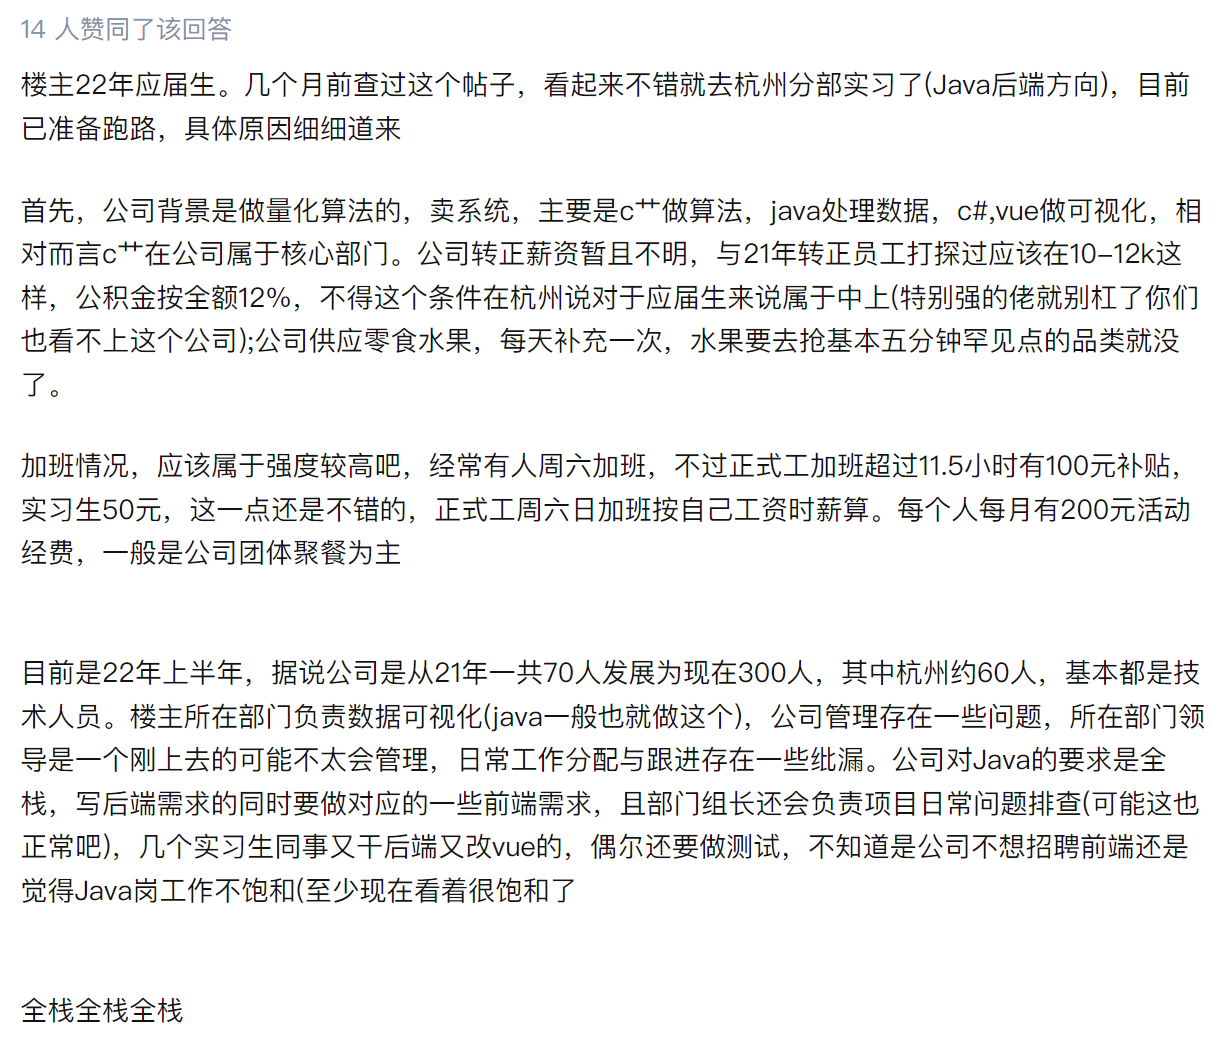 14 人赞同了该回答
楼主22年应届生。几个月前查过这个帖子，看起来不错就去杭州分部实习了(Java后端方向)，目前
已准备跑路，具体原因细细道来
首先，公司背景是做量化算法的，卖系统，主要是c艹做算法，java处理数据，c#,vue做可视化，相
对而言c艹在公司属于核心部门。公司转正薪资暂且不明，与21年转正员工打探过应该在10-12k这
样，公积金按全额12%，不得这个条件在杭州说对于应届生来说属于中上(特别强的佬就别杠了你们
也看不上这个公司);公司供应零食水果，每天补充一次，水果要去抢基本五分钟罕见点的品类就没
了。
加班情况，应该属于强度较高吧，经常有人周六加班，不过正式工加班超过11.5小时有100元补贴，
实习生50元，这一点还是不错的，正式工周六日加班按自己工资时薪算。每个人每月有200元活动
经费，一般是公司团体聚餐为主
目前是22年上半年，据说公司是从21年一共70人发展为现在300人，其中杭州约60人，基本都是技
术人员。楼主所在部门负责数据可视化(java一般也就做这个)，公司管理存在一些问题，所在部门领
导是一个刚上去的可能不太会管理，日常工作分配与跟进存在一些纰漏。公司对Java的要求是全
栈，写后端需求的同时要做对应的一些前端需求，且部门组长还会负责项目日常问题排查(可能这也
正常吧)，几个实习生同事又干后端又改vue的，偶尔还要做测试，不知道是公司不想招聘前端还是
觉得Java岗工作不饱和(至少现在看着很饱和了
全栈全栈全栈